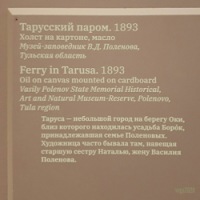 Тарусский паром. 1893
Холст на картоне, масло
Музей-заповедник В.Д. Поленова,
Тульская область
Ferry in Tarusa. 1893
Oil on canvas mounted on cardboard
Vasily Polenov State Memorial Historical,
Art and Natural Museum-Reserve, Polenovo,
Tula region
Таруса — небольшой город на берегу Оки,
близ которого находилась усадьба Борок,
принадлежавшая семье Поленовых.
Художница часто бывала там, навещая
старшую сестру Наталью, жену Василия
Поленова.